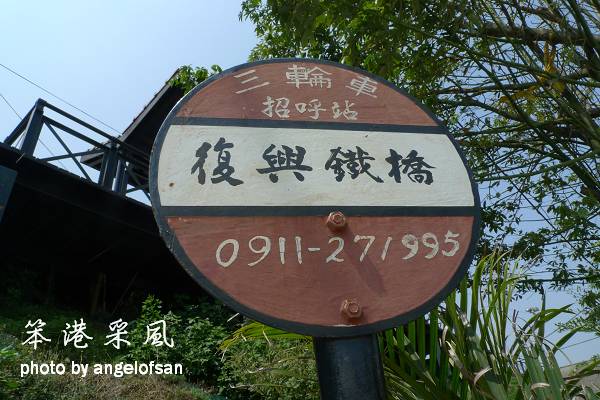 三輪車
招呼站
復興鐵橋
0911-271995
笨港采風
photo by angelofsan